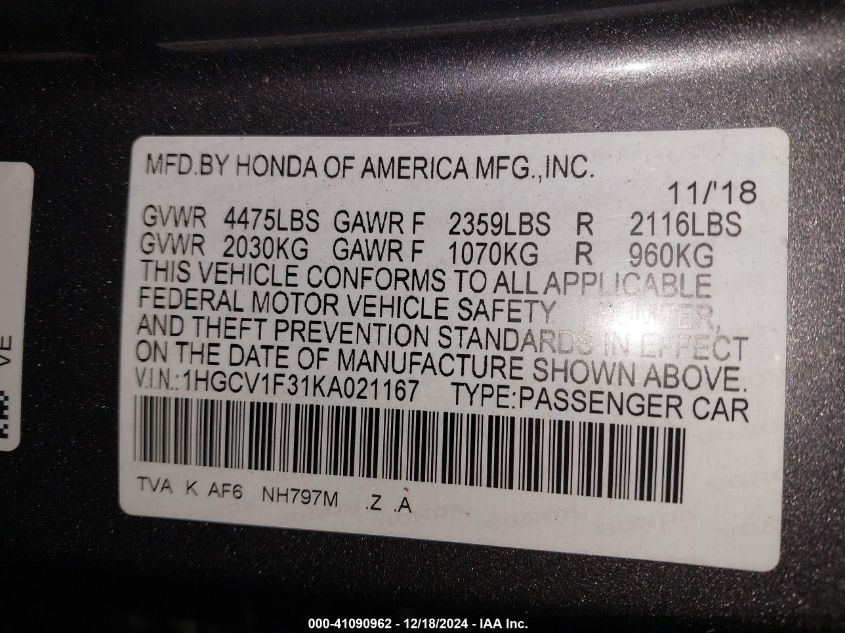 MFD.BY HONDA OF AMERICA MFG.,INC.
11/'18
GVWR 4475LBS GAWR F 2359LBS R 2116LBS
GVWR 2030KG GAWR F 1070KG R 960KG
THIS VEHICLE CONFORMS TO ALL APPLICABLE
FEDERAL MOTOR VEHICLE SAFETY
AND THEFT PREVENTION STANDARDS IN EFFECT
ON THE DATE OF MANUFACTURE SHOWN ABOVE.
V.I.N.:1HGCV1F31KA021167 TYPE:PASSENGER CAR
TVA K AF6 NH797M .Z .A
VE
000-41090962 - 12/18/2024 - IAA Inc.